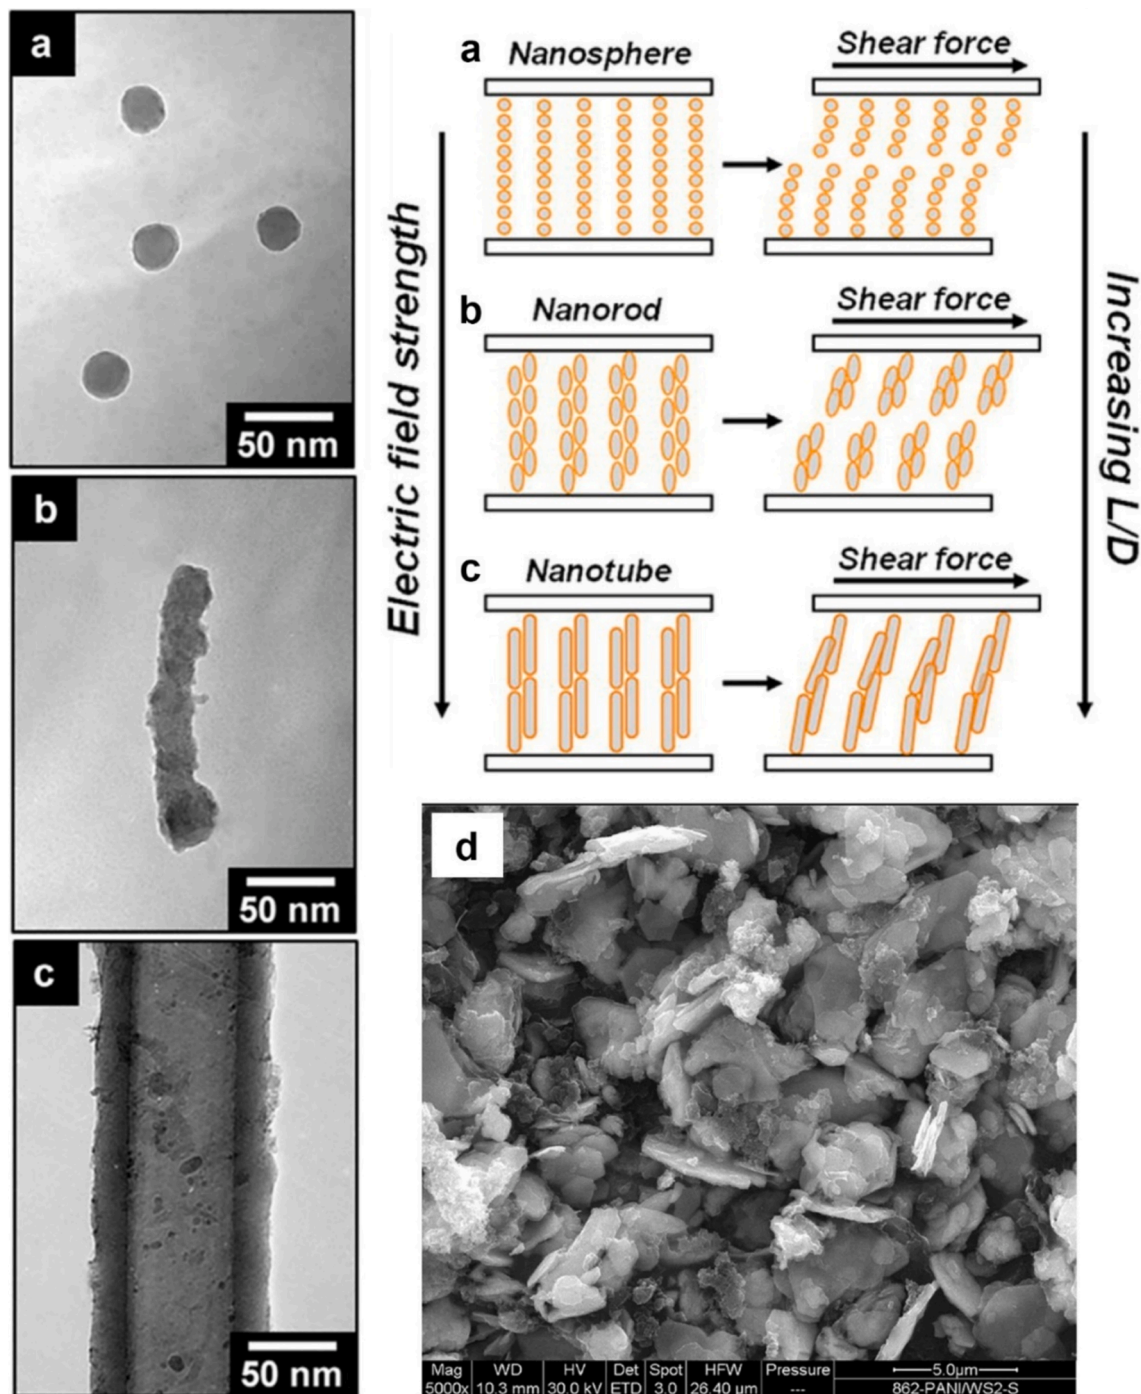 a
50 nm
b
50 nm
c
50 nm
a
Nanosphere
Shear force
b
Nanorod
Shear force
c
Nanotube
Shear force
Electric field strength
Increasing L/D
d
Mag WD HV Det Spot HFW Pressure 5.0µm
5000x 10.3 mm 30.0 kV ETD 3.0 26.40 µm --- 862-PANI/WS2-S